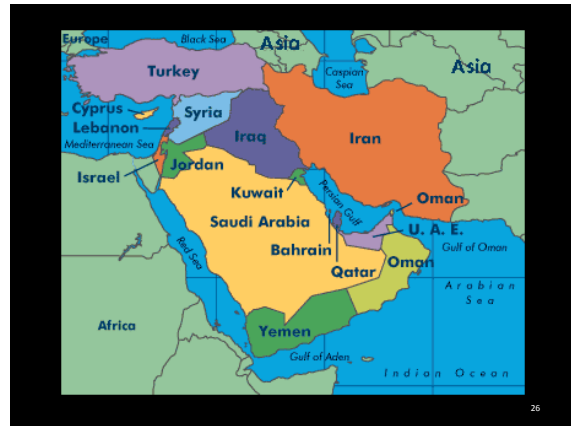 Europe
Black Sea
Asia
Asia
Turkey
Caspian
Sea
Cyprus
Syria
Lebanon
Iraq
Iran
Mediterranean Sea
Jordan
Israel
Kuwait
Persian Gulf
Oman
Saudi Arabia
U. A. E.
Red Sea
Bahrain
Gulf of Oman
Qatar
Oman
Arabian
Sea
Africa
Yemen
Gulf of Aden
Indian Ocean
26